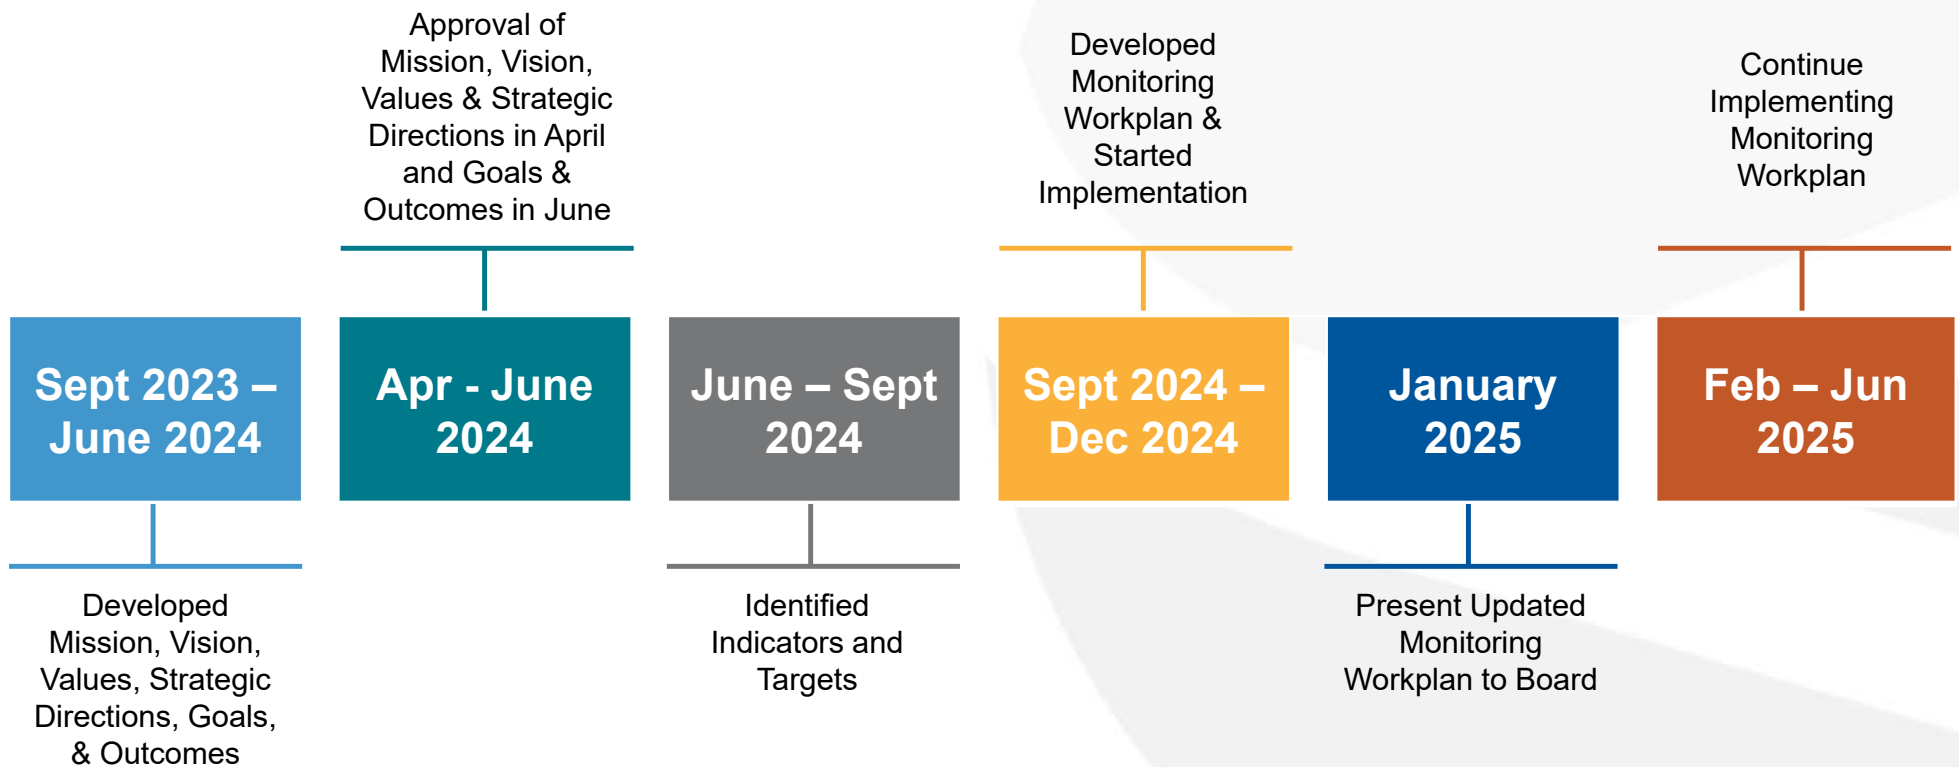 Approval of
Mission, Vision,
Values & Strategic
Directions in April
and Goals &
Outcomes in June
Developed
Monitoring
Workplan &
Started
Implementation
Continue
Implementing
Monitoring
Workplan
Sept 2023 –
June 2024
Apr - June
2024
June – Sept
2024
Sept 2024 –
Dec 2024
January
2025
Feb – Jun
2025
Developed
Mission, Vision,
Values, Strategic
Directions, Goals,
& Outcomes
Identified
Indicators and
Targets
Present Updated
Monitoring
Workplan to Board